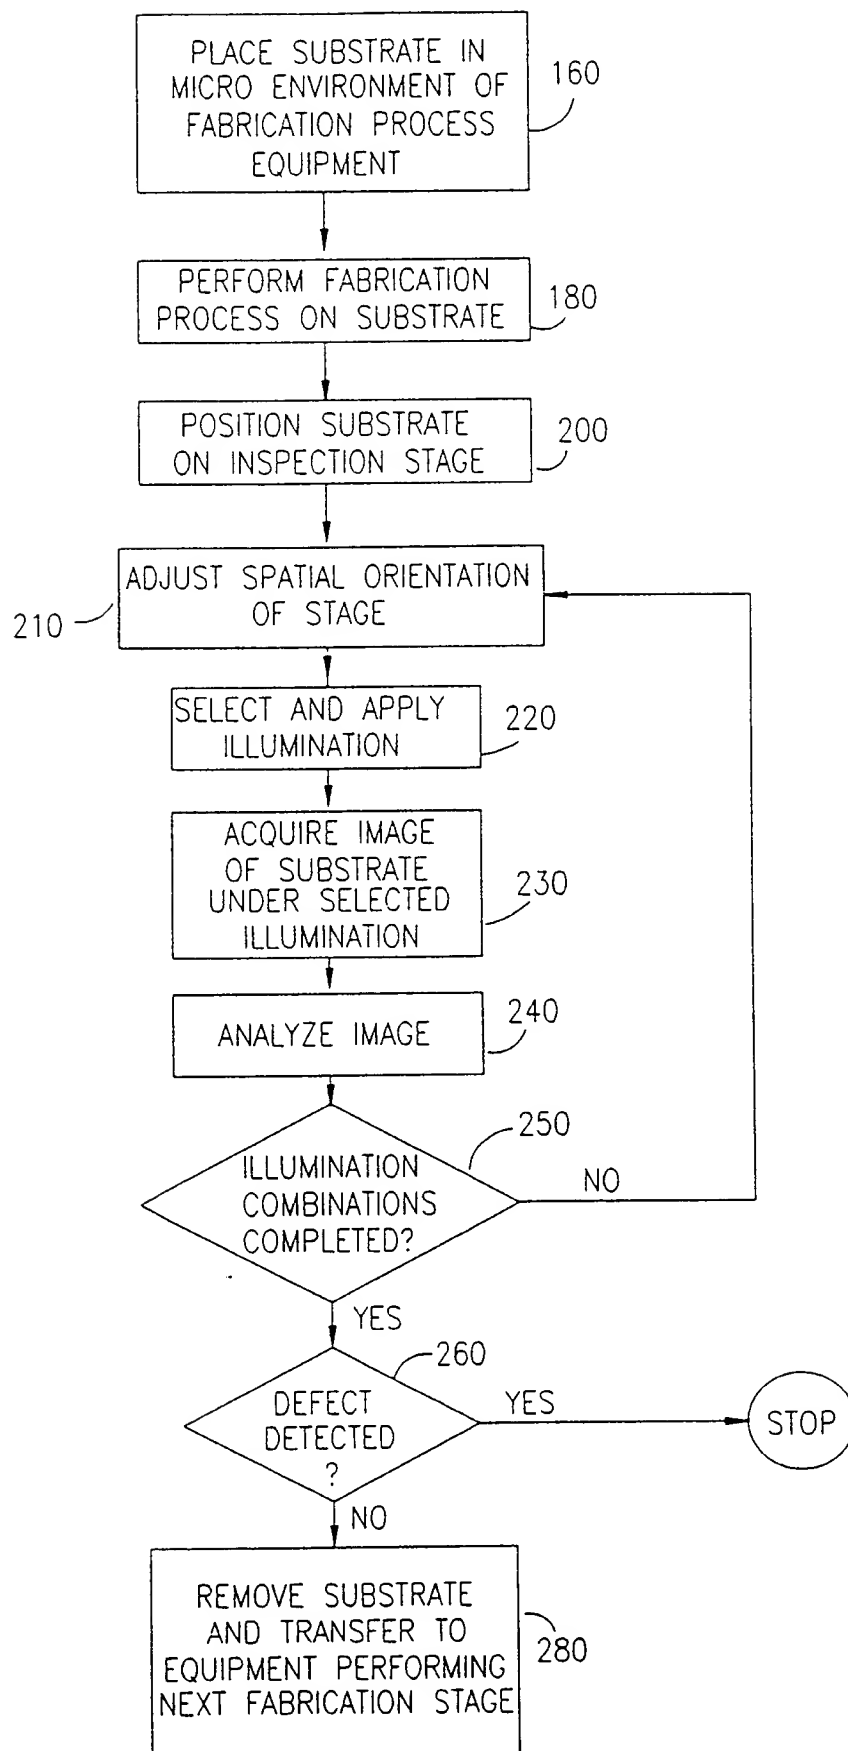 PLACE SUBSTRATE IN
MICRO ENVIRONMENT OF
FABRICATION PROCESS
EQUIPMENT
160
PERFORM FABRICATION
PROCESS ON SUBSTRATE
180
POSITION SUBSTRATE
ON INSPECTION STAGE
200
ADJUST SPATIAL ORIENTATION
OF STAGE
210
SELECT AND APPLY
ILLUMINATION
220
ACQUIRE IMAGE
OF SUBSTRATE
UNDER SELECTED
ILLUMINATION
230
ANALYZE IMAGE
240
250
ILLUMINATION
COMBINATIONS
COMPLETED?
NO
YES
260
DEFECT
DETECTED
?
YES
STOP
NO
REMOVE SUBSTRATE
AND TRANSFER TO
EQUIPMENT PERFORMING
NEXT FABRICATION STAGE
280